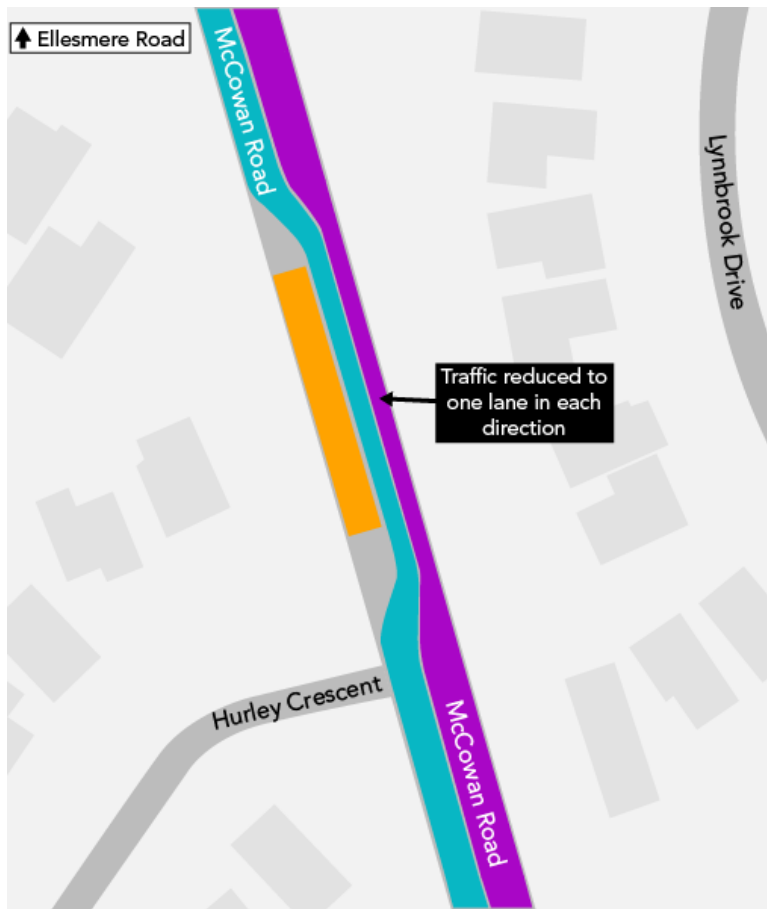 Ellesmere Road
McCowan Road
Lynnbrook Drive
Traffic reduced to
one lane in each
direction
Hurley Crescent
McCowan Road